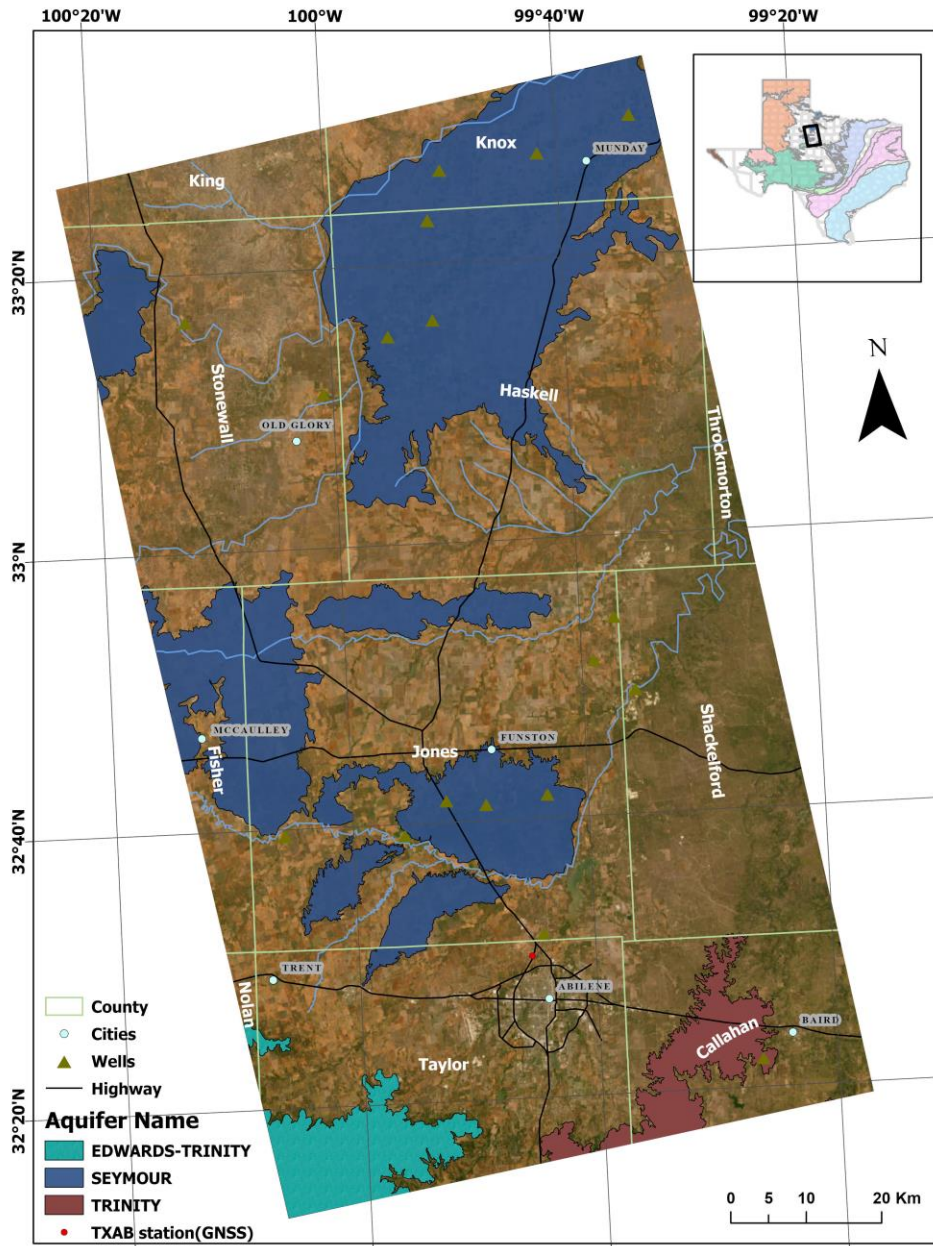 100°20'W 100°W 99°40'W 99°20'W
Knox
MUNDAY
King
33°20'N
N
Stonewall
Haskell
OLD GLORY
Throckmorton
33°N
MCCAULLEY
FUNSTON
Jones
Fisher
Shackelford
32°40'N
TRENT
ABILENE
Nolan
BAIRD
Callahan
Taylor
32°20'N
County
Cities
Wells
Highway
Aquifer Name
EDWARDS-TRINITY
SEYMOUR
TRINITY
TXAB station(GNSS)
0 5 10 20 Km